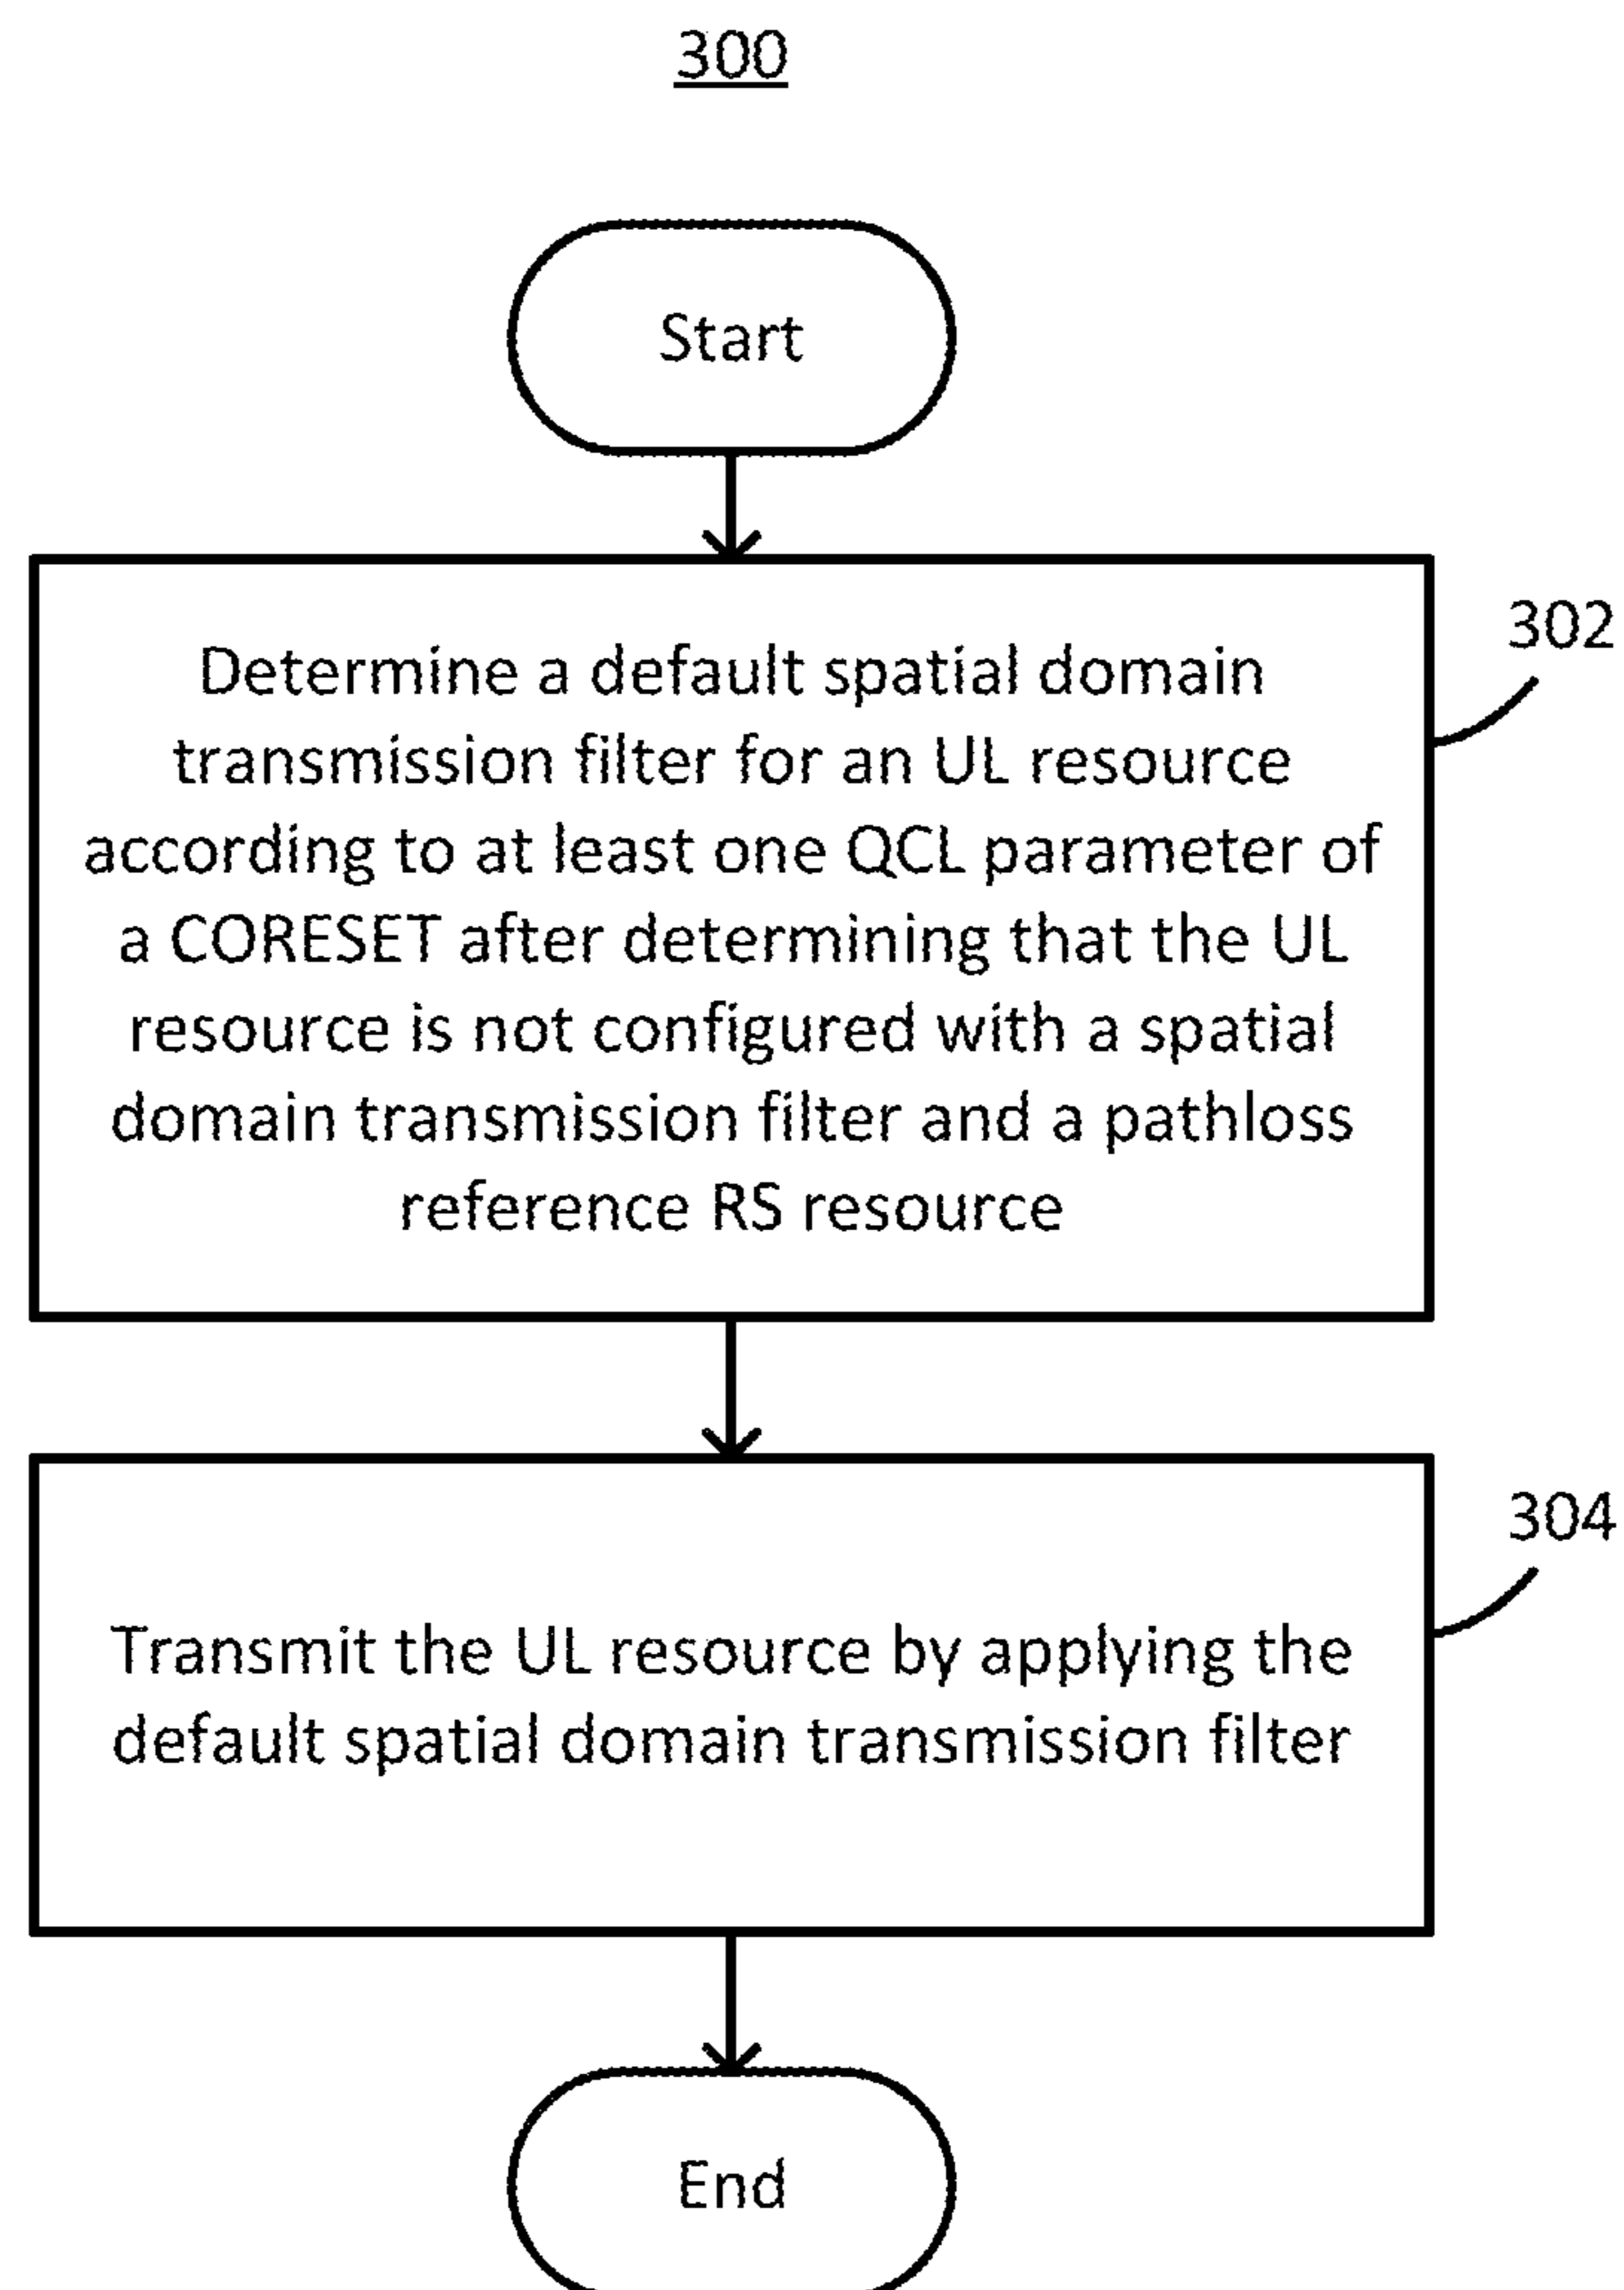 300
Start
302
Determine a default spatial domain
transmission filter for an UL resource
according to at least one QCL parameter of
a CORESET after determining that the UL
resource is not configured with a spatial
domain transmission filter and a pathloss
reference RS resource
304
Transmit the UL resource by applying the
default spatial domain transmission filter
End